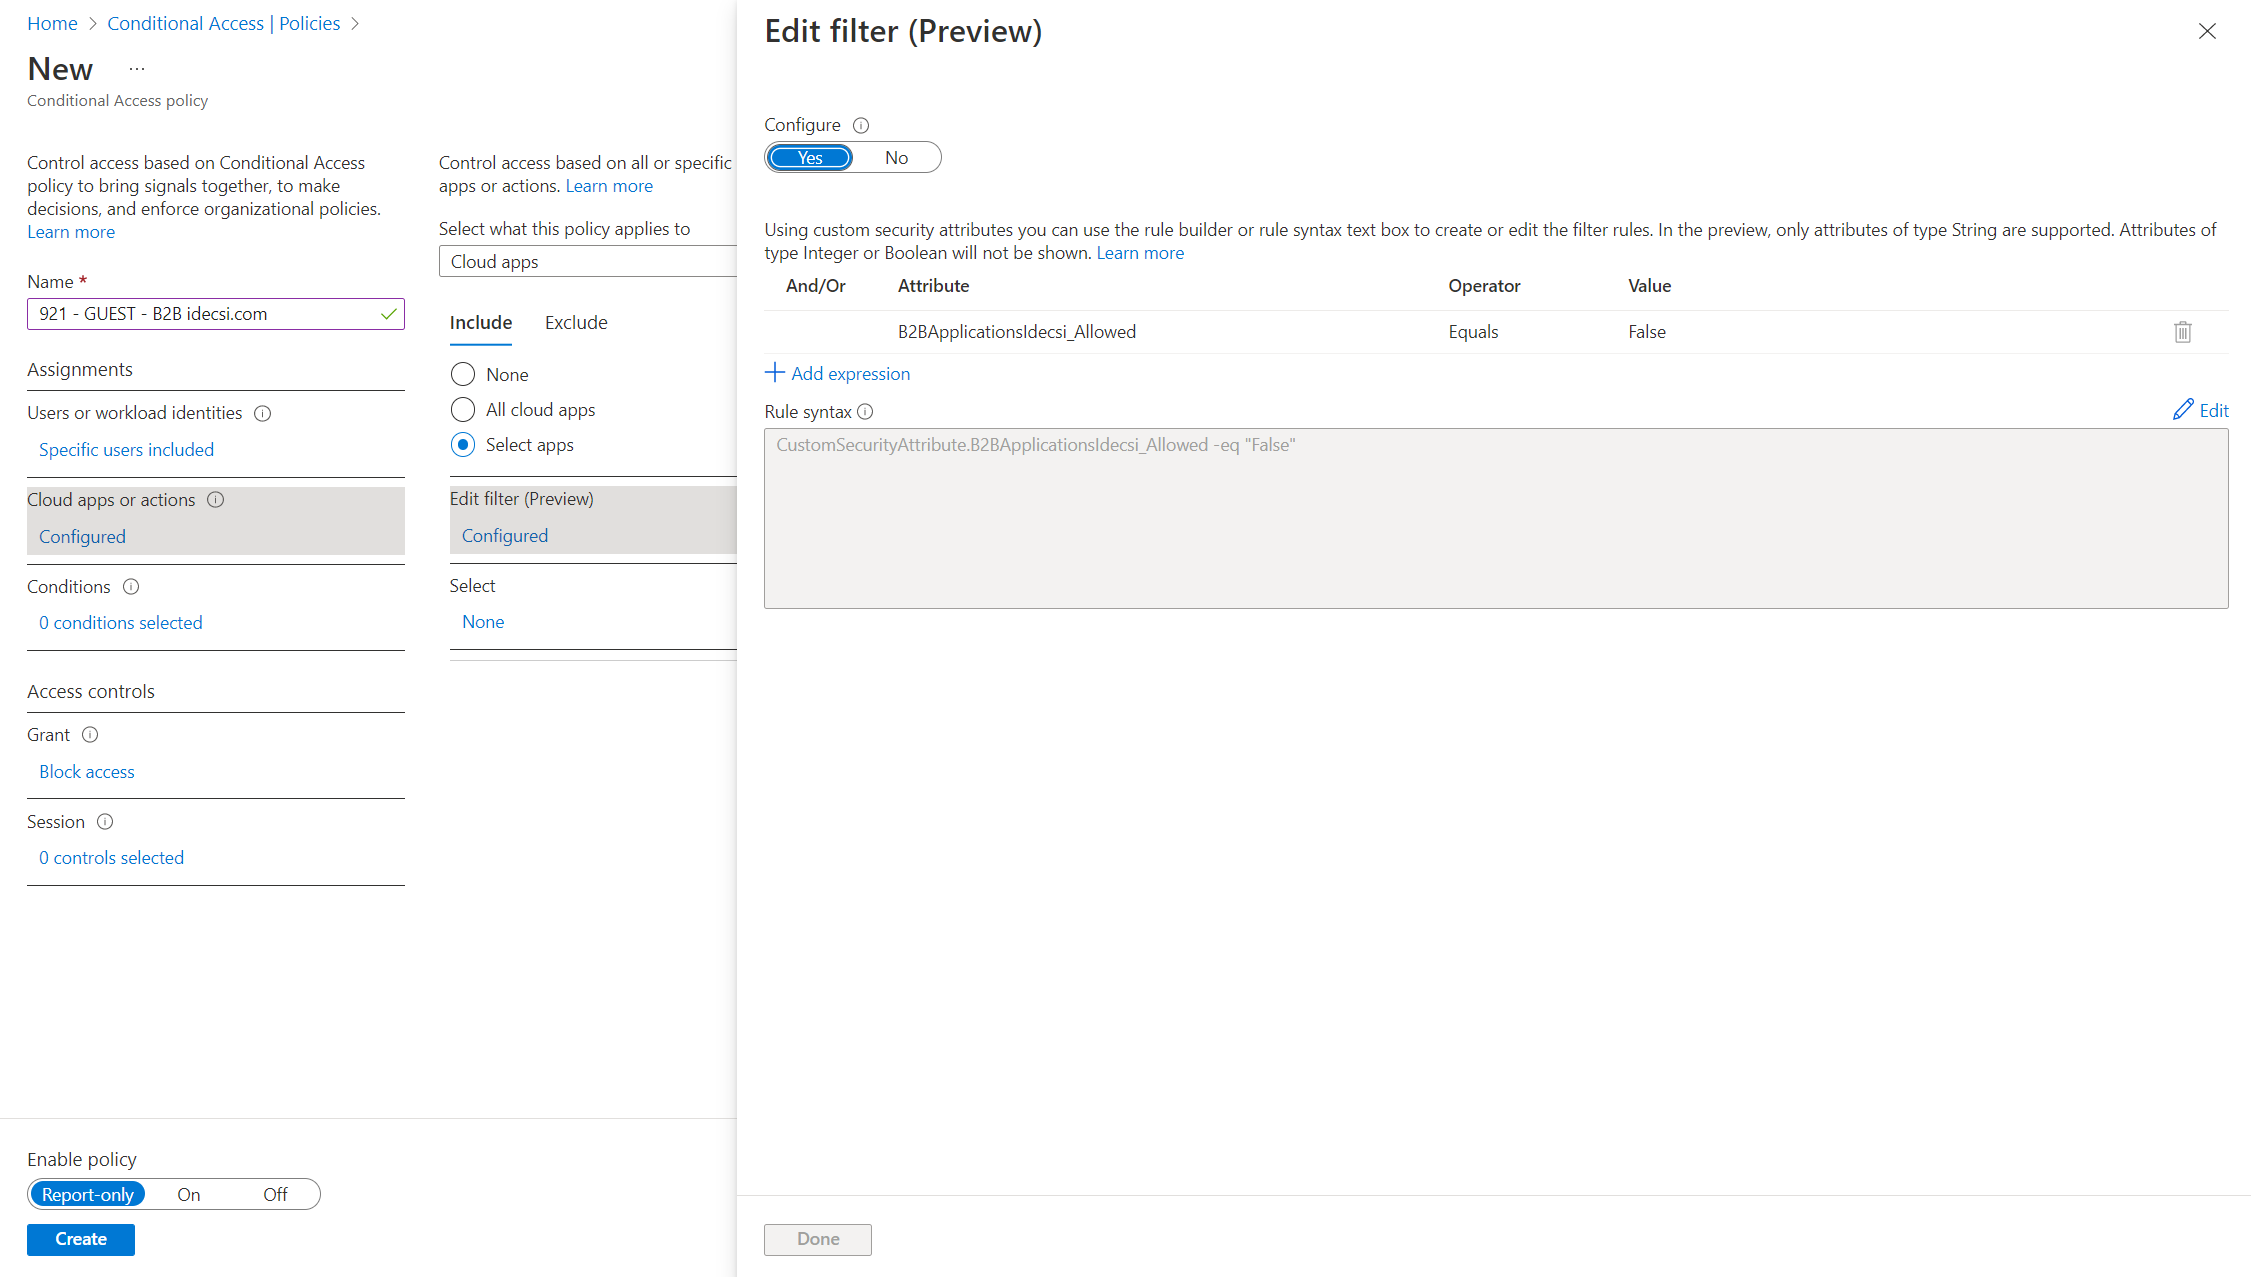 Home > Conditional Access | Policies >
New ...
Conditional Access policy
Control access based on Conditional Access
policy to bring signals together, to make
decisions, and enforce organizational policies.
Learn more
Name *
921 - GUEST - B2B idecsi.com
Assignments
Users or workload identities
Specific users included
Cloud apps or actions
Configured
Conditions
0 conditions selected
Access controls
Grant
Block access
Session
0 controls selected
Enable policy
Report-only On Off
Create
Control access based on all or specific
apps or actions. Learn more
Select what this policy applies to
Cloud apps
Include Exclude
None
All cloud apps
Select apps
Edit filter (Preview)
Configured
Select
None
Edit filter (Preview)
Configure
Yes No
Using custom security attributes you can use the rule builder or rule syntax text box to create or edit the filter rules. In the preview, only attributes of type String are supported. Attributes of
type Integer or Boolean will not be shown. Learn more
And/Or Attribute Operator Value
B2BApplicationsIdecsi_Allowed Equals False
Add expression
Rule syntax Edit
CustomSecurityAttribute.B2BApplicationsIdecsi_Allowed -eq "False"
Done